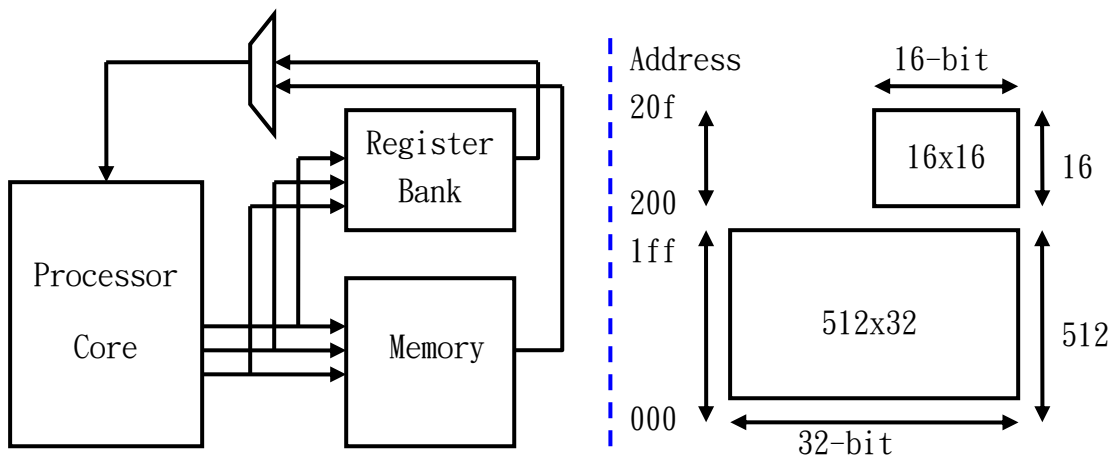 Register
Bank
Processor
Core
Memory
Address
20f
200
1ff
000
16-bit
16x16
16
512x32
512
32-bit